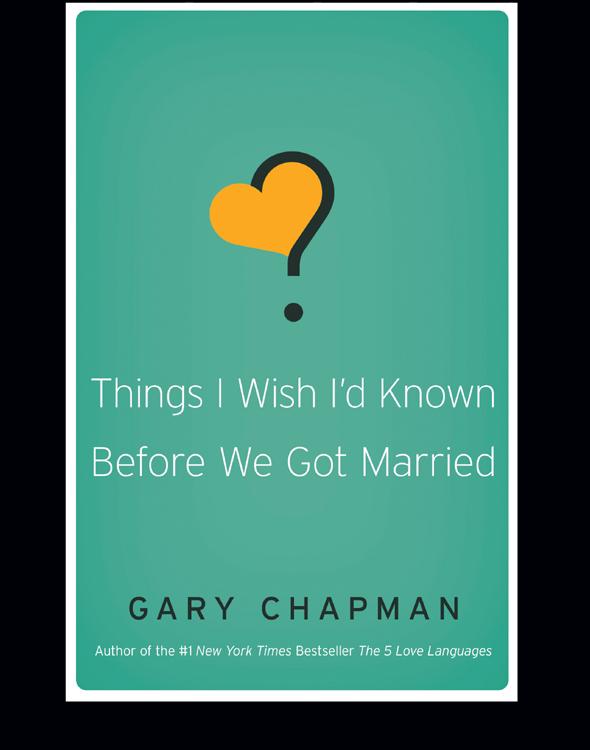 Things I Wish I'd Known
Before We Got Married
GARY CHAPMAN
Author of the #1 New York Times Bestseller The 5 Love Languages